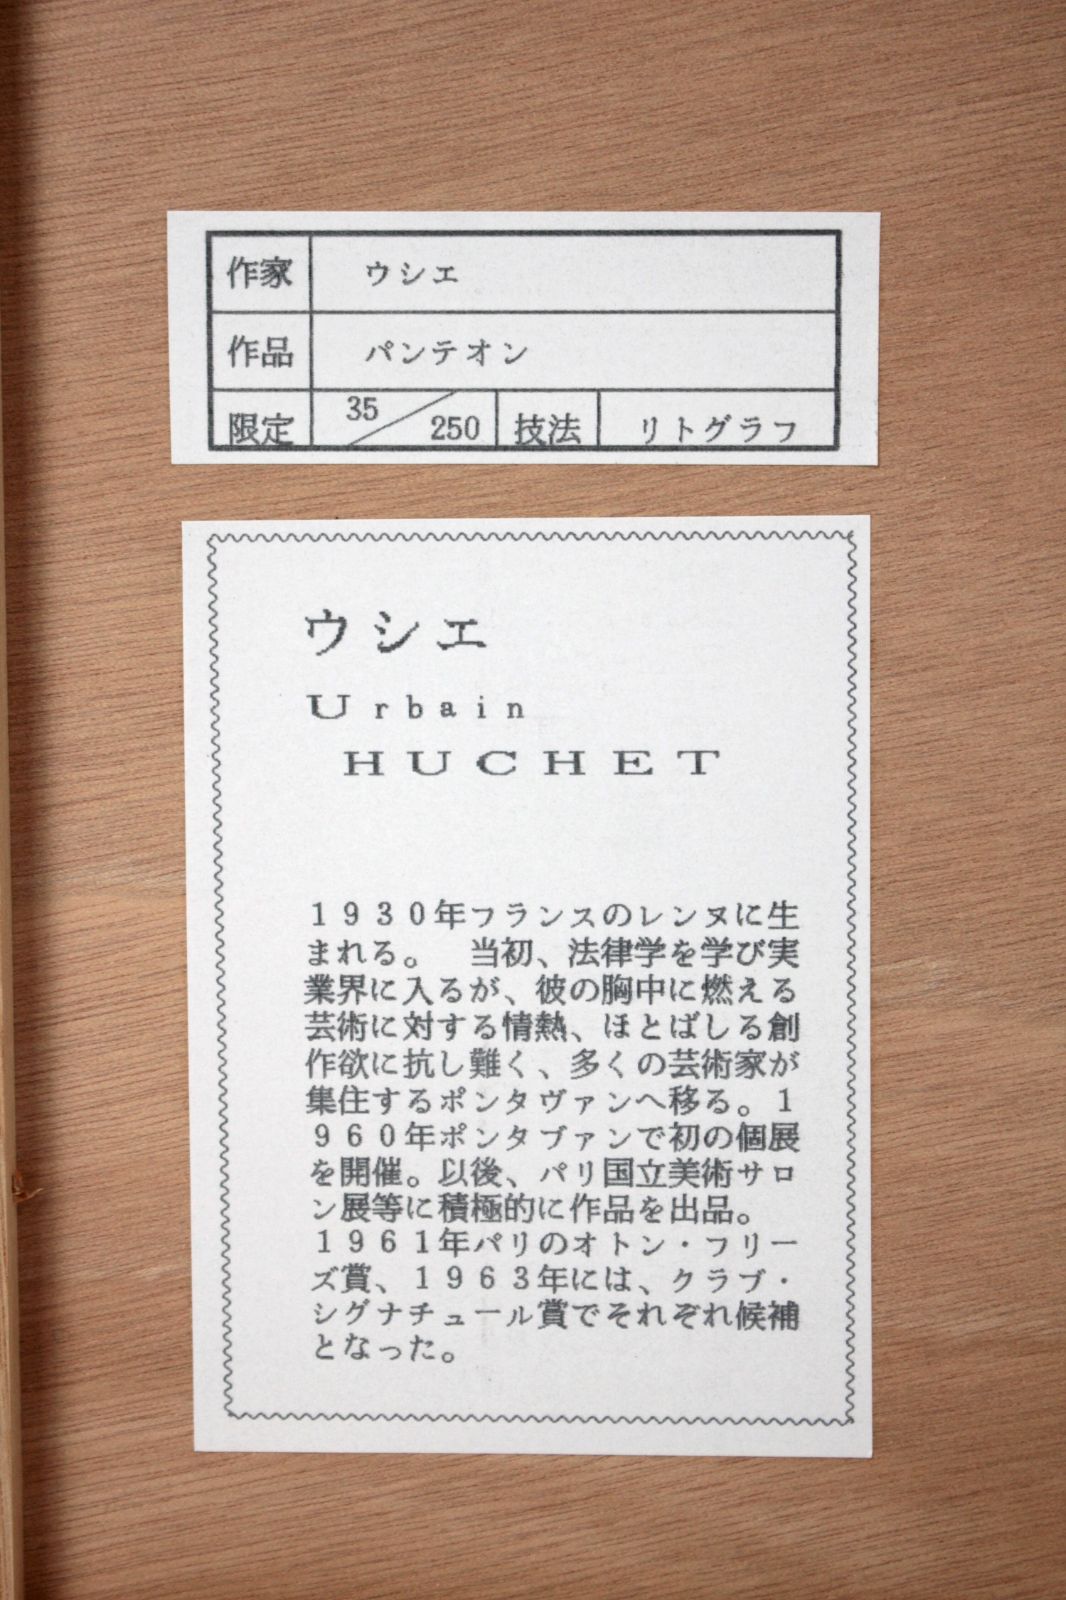 作家 ウシエ
作品 パンテオン
限定 35/250 技法 リトグラフ
ウシエ
Urbain
HUCHET
１９３０年フランスのレンヌに生
まれる。　当初、法律学を学び実
業界に入るが、彼の胸中に燃える
芸術に対する情熱、ほとばしる創
作欲に抗し難く、多くの芸術家が
集住するポンタヴァンへ移る。１
９６０年ポンタブァンで初の個展
を開催。以後、パリ国立美術サロ
ン展等に積極的に作品を出品。
１９６１年パリのオトン・フリー
ズ賞、１９６３年には、クラブ・
シグナチュール賞でそれぞれ候補
となった。